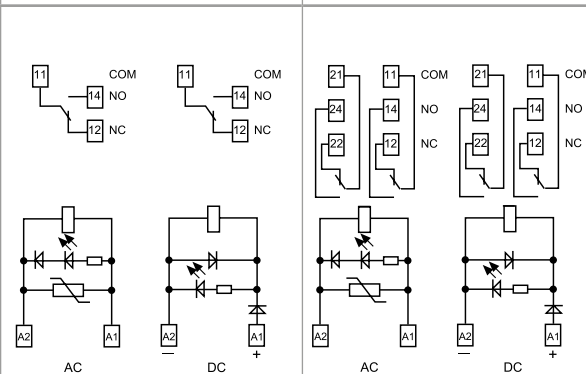 11 COM 11 COM 21 11 COM 21 11 COM
14 NO 14 NO 24 14 NO 24 14 NO
12 NC 12 NC 22 12 NC 22 12 NC
A2 A1 A2 A1 A2 A1 A2 A1
— + — +
AC DC AC DC